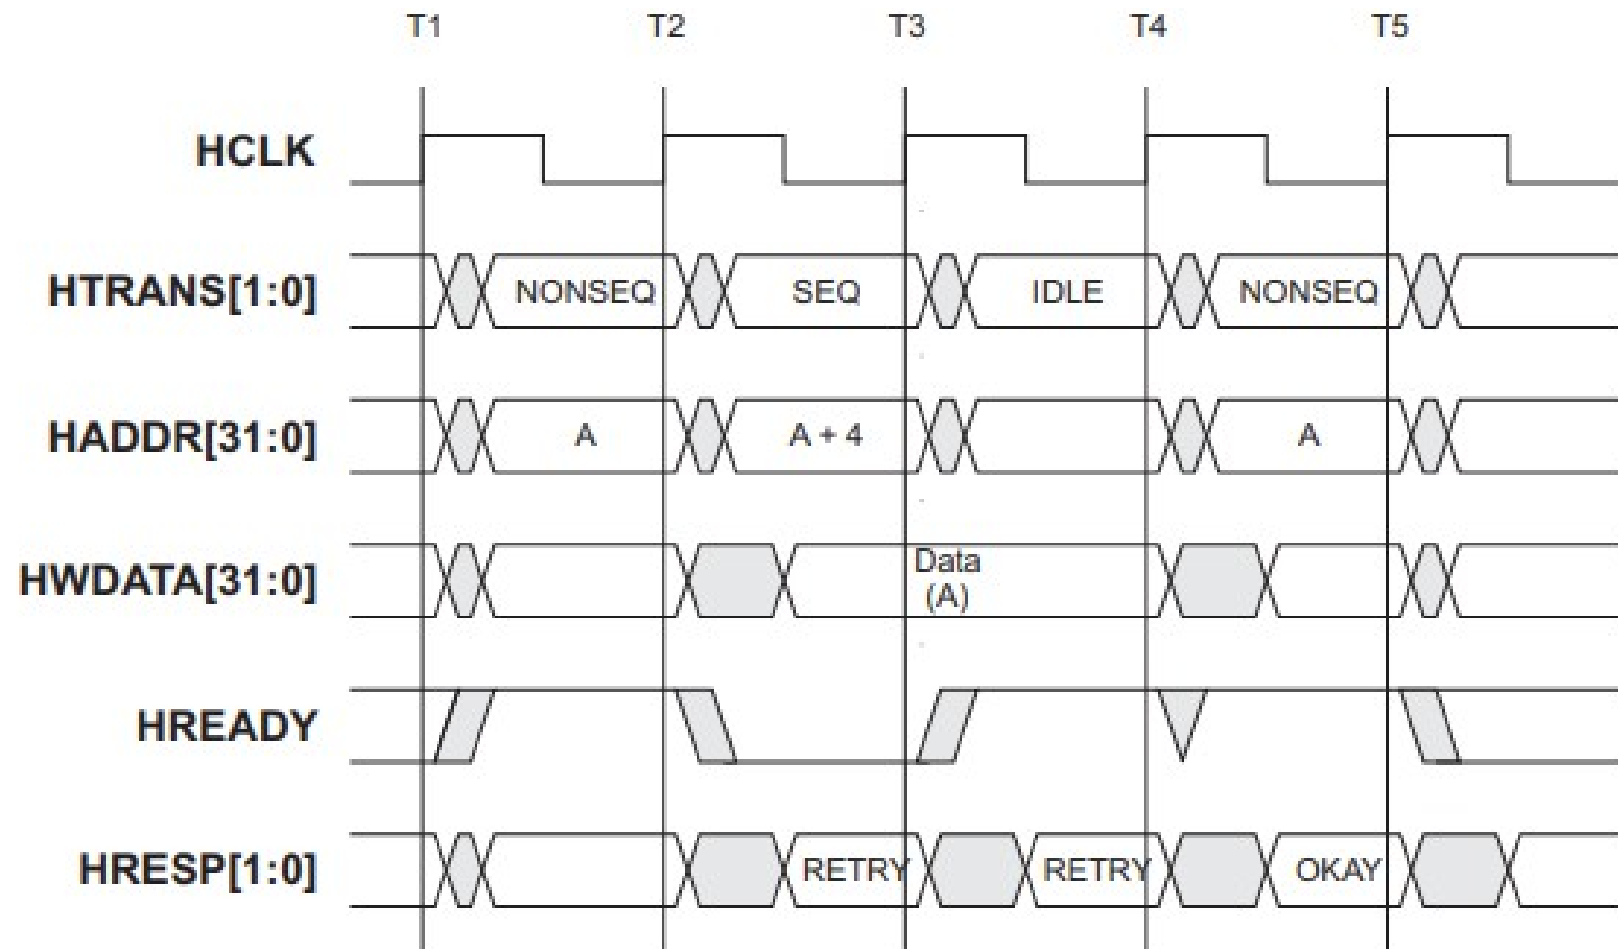 T1 T2 T3 T4 T5
HCLK
HTRANS[1:0] NONSEQ SEQ IDLE NONSEQ
HADDR[31:0] A A + 4 A
HWDATA[31:0] Data
(A)
HREADY
HRESP[1:0] RETRY RETRY OKAY